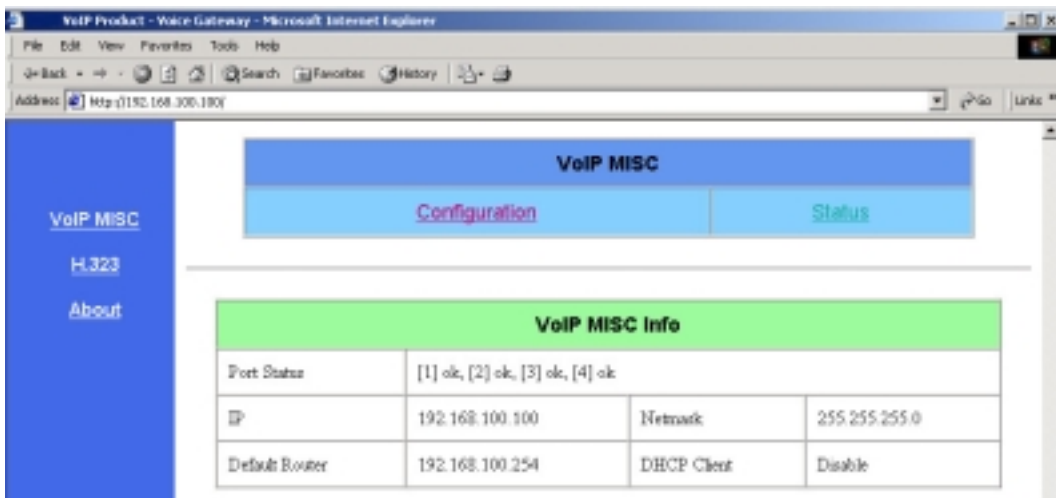 VoIP Product - Voice Gateway - Microsoft Internet Explorer
File Edit View Favorites Tools Help
Back Search Favorites History
Address http://192.168.100.100/ Go Links »
VoIP MISC
Configuration Status
VoIP MISC
H.323
About
VoIP MISC Info
Port Status [1] ok, [2] ok, [3] ok, [4] ok
IP 192.168.100.100 Netmask 255.255.255.0
Default Router 192.168.100.254 DHCP Client Disable